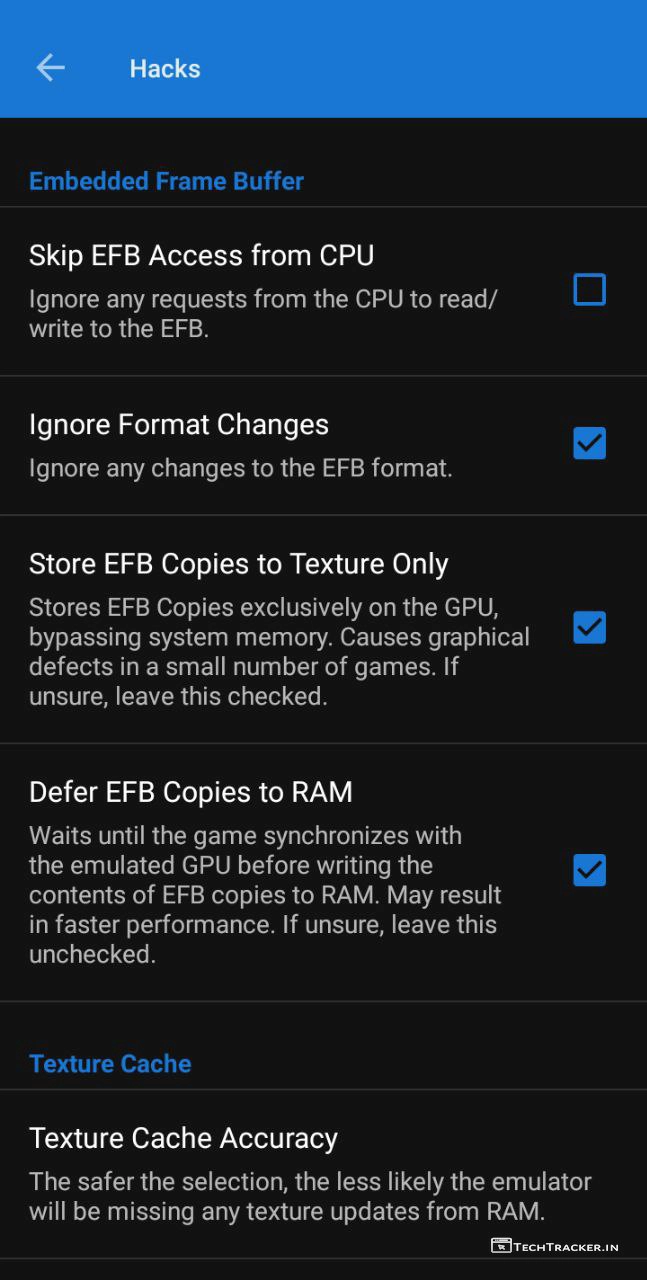 Hacks
Embedded Frame Buffer
Skip EFB Access from CPU
Ignore any requests from the CPU to read/
write to the EFB.
Ignore Format Changes
Ignore any changes to the EFB format.
Store EFB Copies to Texture Only
Stores EFB Copies exclusively on the GPU,
bypassing system memory. Causes graphical
defects in a small number of games. If
unsure, leave this checked.
Defer EFB Copies to RAM
Waits until the game synchronizes with
the emulated GPU before writing the
contents of EFB copies to RAM. May result
in faster performance. If unsure, leave this
unchecked.
Texture Cache
Texture Cache Accuracy
The safer the selection, the less likely the emulator
will be missing any texture updates from RAM.
TECHTRACKER.IN